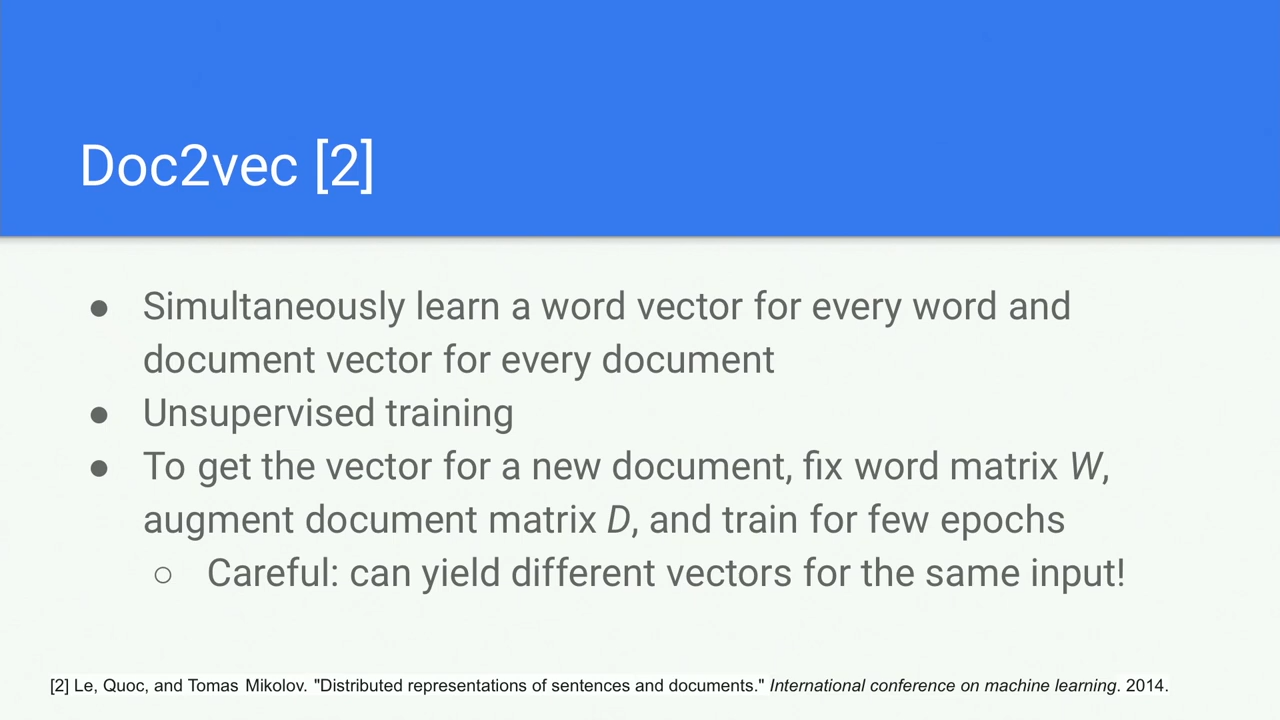 Doc2vec [2]
● Simultaneously learn a word vector for every word and
document vector for every document
● Unsupervised training
● To get the vector for a new document, fix word matrix W,
augment document matrix D, and train for few epochs
○ Careful: can yield different vectors for the same input!
[2] Le, Quoc, and Tomas Mikolov. "Distributed representations of sentences and documents." International conference on machine learning. 2014.